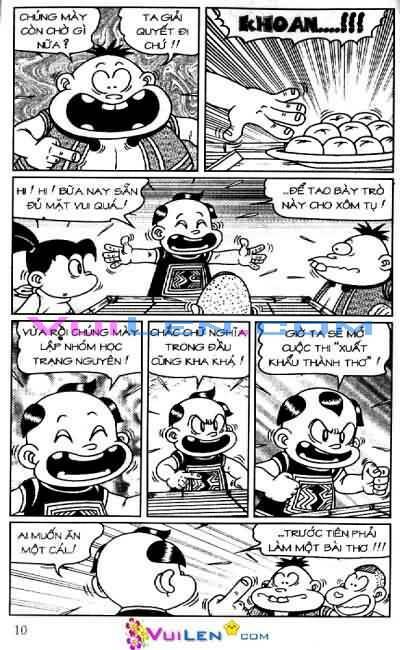 CHÚNG MÀY
CÒN CHỜ GÌ
NỮA?
TA GIẢI
QUYẾT ĐI
CHỨ!!
KHOAN....!!!
HI! HI! BỮA NAY SẴN
ĐỦ MẶT VUI QUÁ...!
...ĐỂ TAO BÀY TRÒ
NÀY CHO XÔM TỤ!
VUILEN.COM
VỪA RỒI CHÚNG MÀY
LẬP NHÓM HỌC
TRẠNG NGUYÊN!
CHẮC CHỮ NGHĨA
TRONG ĐẦU
CŨNG KHA KHÁ!
GIỜ TA SẼ MỞ
CUỘC THI "XUẤT
KHẨU THÀNH THƠ"!
AI MUỐN ĂN
MỘT CÁI...
...TRƯỚC TIÊN PHẢI
LÀM MỘT BÀI THƠ!!!
10
VUILEN.COM